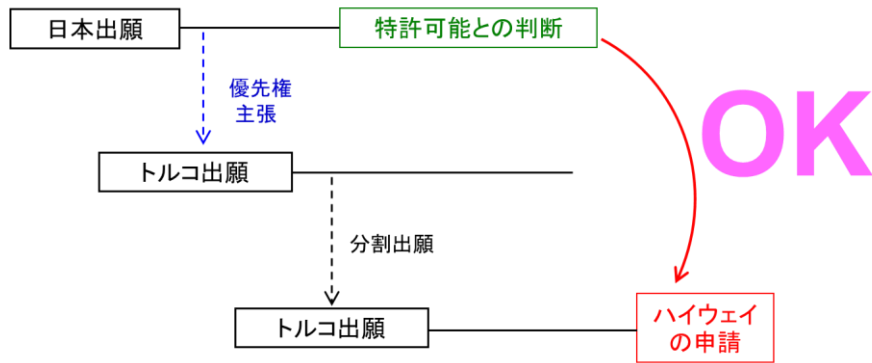 日本出願
特許可能との判断
優先権
主張
OK
トルコ出願
分割出願
トルコ出願
ハイウェイ
の申請